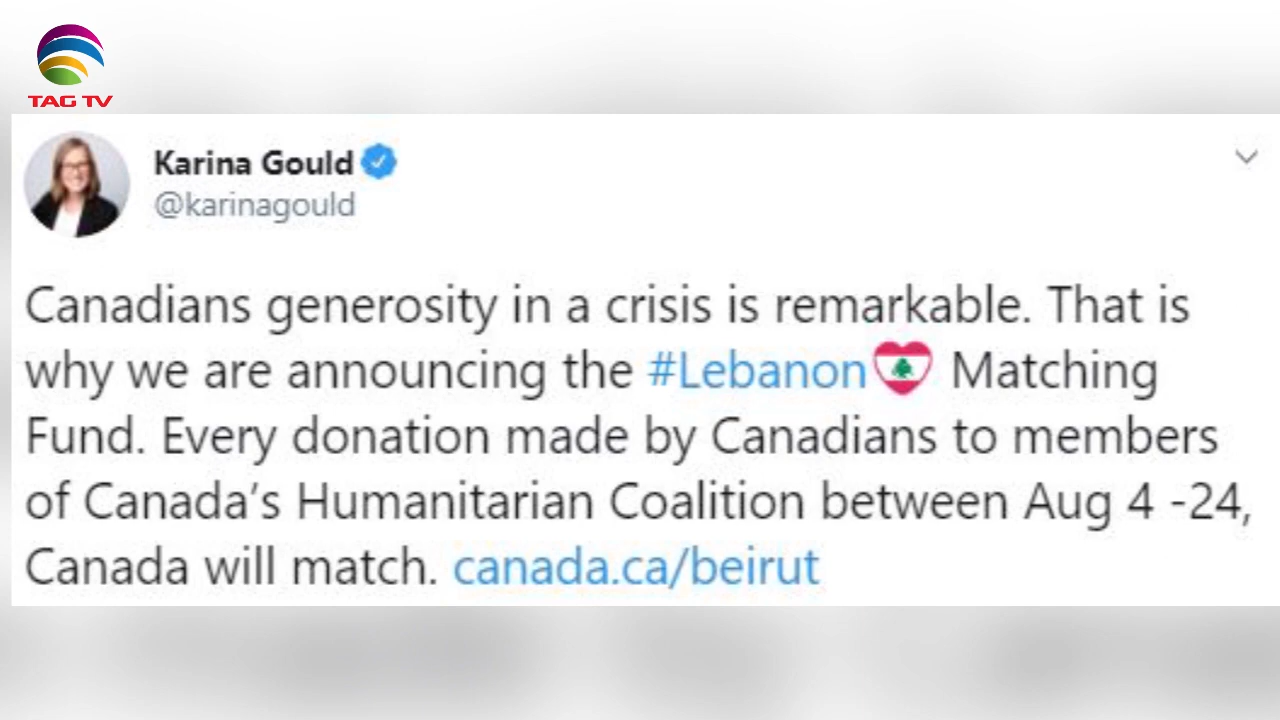 TAG TV
Karina Gould
@karinagould
Canadians generosity in a crisis is remarkable. That is
why we are announcing the #Lebanon Matching
Fund. Every donation made by Canadians to members
of Canada’s Humanitarian Coalition between Aug 4 -24,
Canada will match. canada.ca/beirut